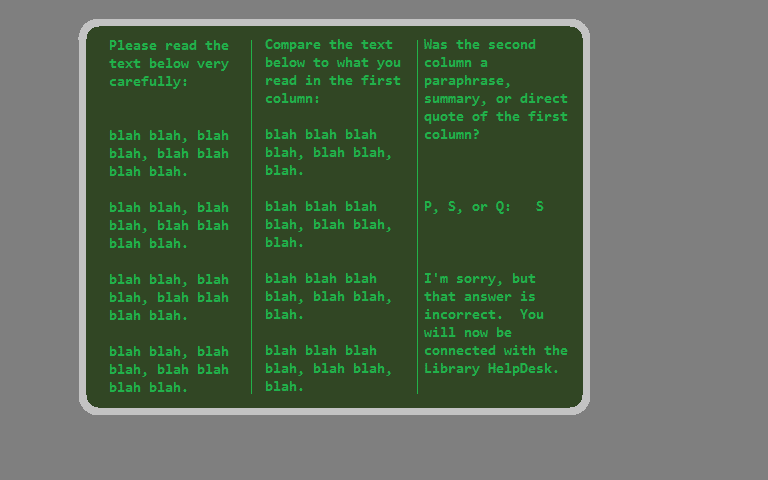 Please read the
text below very
carefully:
blah blah, blah
blah, blah blah
blah blah.
blah blah, blah
blah, blah blah
blah blah.
blah blah, blah
blah, blah blah
blah blah.
blah blah, blah
blah, blah blah
blah blah.
Compare the text
below to what you
read in the first
column:
blah blah blah
blah, blah blah,
blah.
blah blah blah
blah, blah blah,
blah.
blah blah blah
blah, blah blah,
blah.
blah blah blah
blah, blah blah,
blah.
Was the second
column a
paraphrase,
summary, or direct
quote of the first
column?
P, S, or Q:   S
I'm sorry, but
that answer is
incorrect.  You
will now be
connected with the
Library HelpDesk.